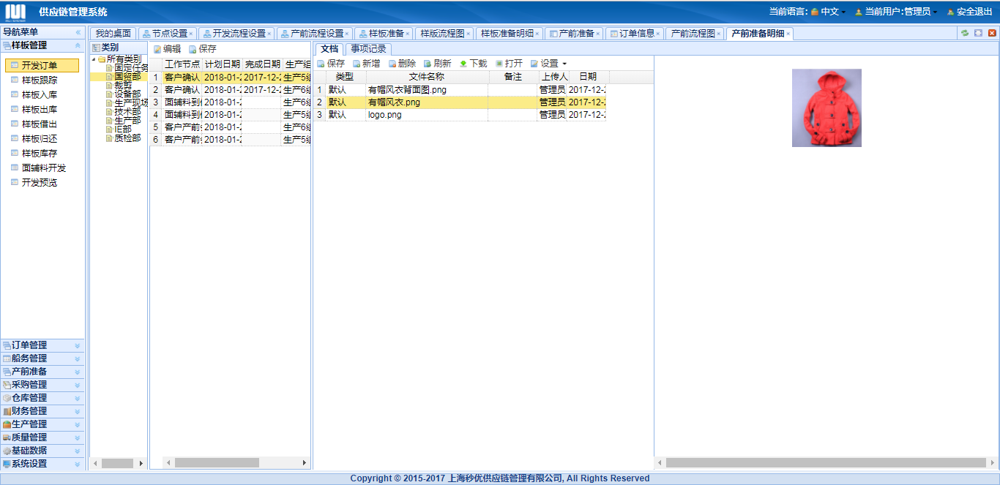 供应链管理系统
当前语言: 中文 当前用户:管理员 安全退出
导航菜单
样板管理
开发订单
样板跟踪
样板入库
样板出库
样板借出
样板归还
样板库存
面辅料开发
开发预览
订单管理
船务管理
产前准备
采购管理
仓库管理
财务管理
生产管理
质量管理
基础数据
系统设置
我的桌面 节点设置 开发流程设置 产前流程设置 样板准备 样版流程图 样板准备明细 产前准备 订单信息 产前流程图 产前准备明细
类别
所有类别
固定任务
国贸部
裁剪
设备部
生产现场
技术部
生产部
IE部
质检部
编辑 保存
工作节点 计划日期 完成日期 生产组
1 客户确认 2018-01-2 2017-12-2 生产5组
2 客户确认 2018-01-2 2017-12-2 生产6组
3 面辅料到 2018-01-2 生产6组
4 面辅料到 2018-01-2 生产5组
5 客户产前 2018-01-2 生产6组
6 客户产前 2018-01-2 生产5组
文档 事项记录
保存 新增 删除 刷新 下载 打开 设置
类型 文件名称 备注 上传人 日期
1 默认 有帽风衣背面图.png 管理员 2017-12-2
2 默认 有帽风衣.png 管理员 2017-12-2
3 默认 logo.png 管理员 2017-12-2
Copyright © 2015-2017 上海秒优供应链管理有限公司, All Rights Reserved